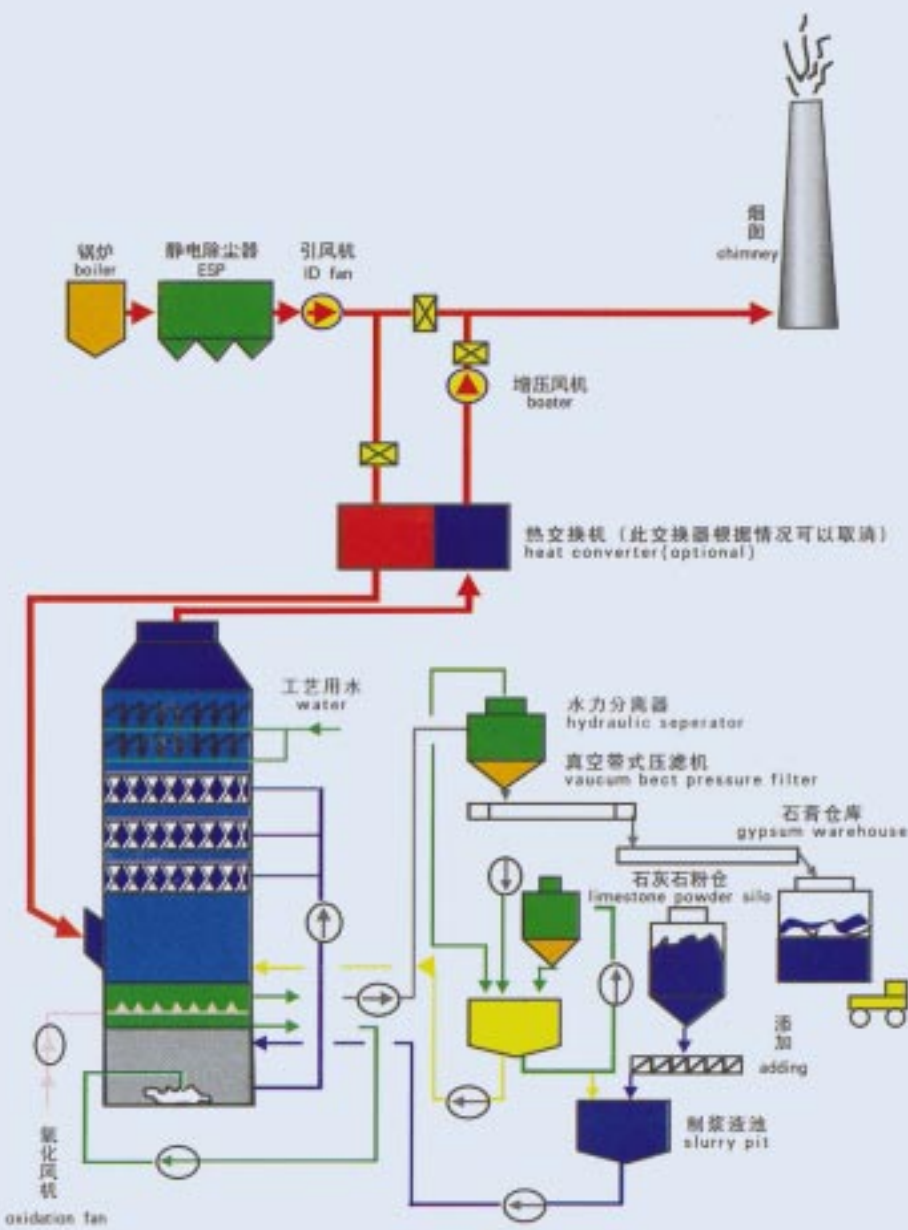 烟囱
chimney
锅炉
boiler
静电除尘器
ESP
引风机
ID fan
增压风机
boater
热交换机（此交换器根据情况可以取消）
heat converter(optional)
工艺用水
water
水力分离器
hydraulic seperator
真空带式压滤机
vaucum bect pressure filter
石膏仓库
gypsum warehouse
石灰石粉仓
limestone powder silo
添加
adding
制浆液池
slurry pit
氧化风机
oxidation fan